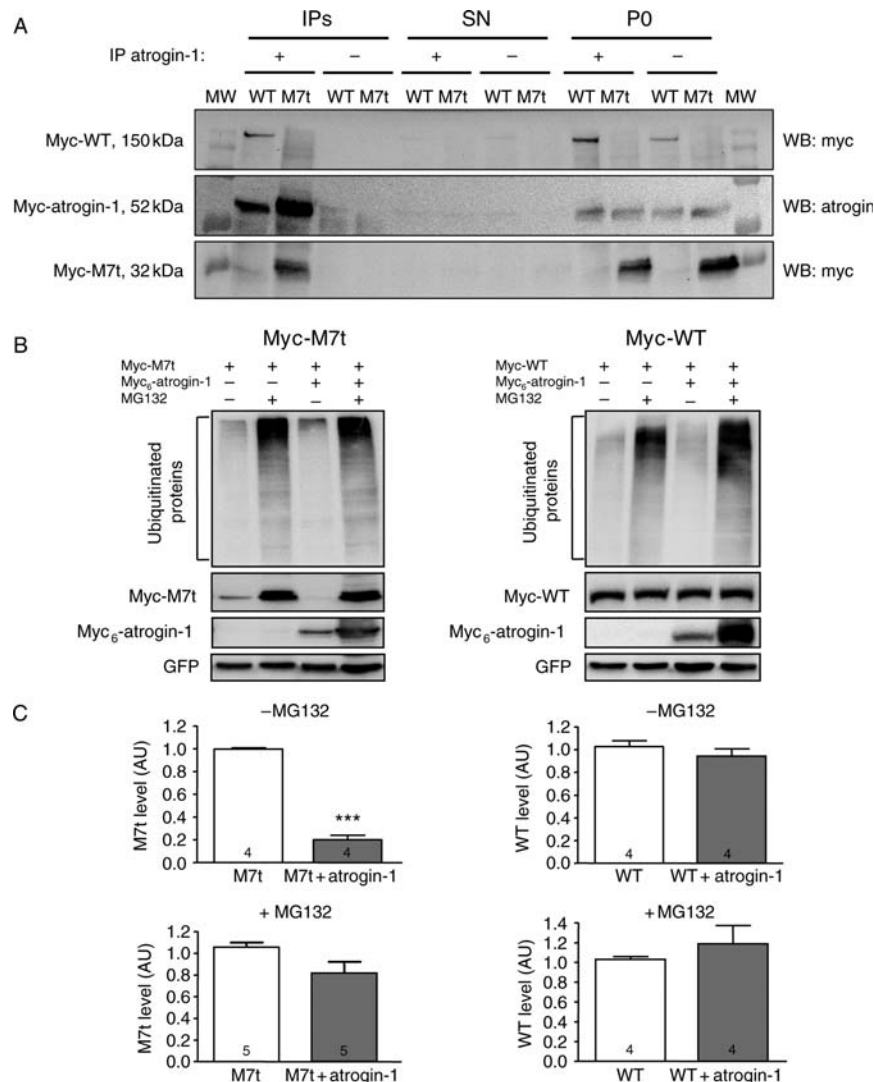 A
IPs SN P0
IP atrogin-1: + − + − + −
MW WT M7t WT M7t WT M7t WT M7t WT M7t WT M7t MW
Myc-WT, 150 kDa WB: myc
Myc-atrogin-1, 52 kDa WB: atrogin
Myc-M7t, 32 kDa WB: myc
B
Myc-M7t Myc-WT
Myc-M7t + + + + Myc-WT + + + +
Myc6-atrogin-1 − − + + Myc6-atrogin-1 − − + +
MG132 − + − + MG132 − + − +
Ubiquitinated proteins Ubiquitinated proteins
Myc-M7t Myc-WT
Myc6-atrogin-1 Myc6-atrogin-1
GFP GFP
C
−MG132 −MG132
M7t level (AU) WT level (AU)
1.2 1.2
1.0 1.0
0.8 0.8
0.6 0.6
0.4 *** 0.4
0.2 0.2
0.0 4 4 0.0 4 4
M7t M7t + atrogin-1 WT WT + atrogin-1
+ MG132 + MG132
M7t level (AU) WT level (AU)
1.2 1.4
1.0 1.2
0.8 1.0
0.6 0.8
0.4 0.6
0.2 0.4
0.0 0.2
5 5 0.0 4 4
M7t M7t + atrogin-1 WT WT + atrogin-1